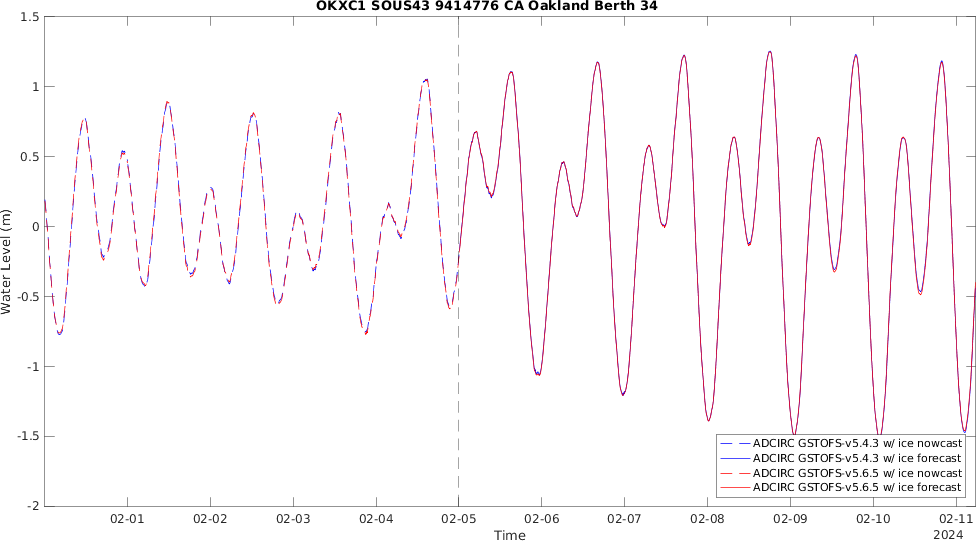 OKXC1 SOUS43 9414776 CA Oakland Berth 34
1.5
1
0.5
0
-0.5
-1
-1.5
-2
Water Level (m)
ADCIRC GSTOFS-v5.4.3 w/ ice nowcast
ADCIRC GSTOFS-v5.4.3 w/ ice forecast
ADCIRC GSTOFS-v5.6.5 w/ ice nowcast
ADCIRC GSTOFS-v5.6.5 w/ ice forecast
02-01 02-02 02-03 02-04 02-05 02-06 02-07 02-08 02-09 02-10 02-11
Time
2024